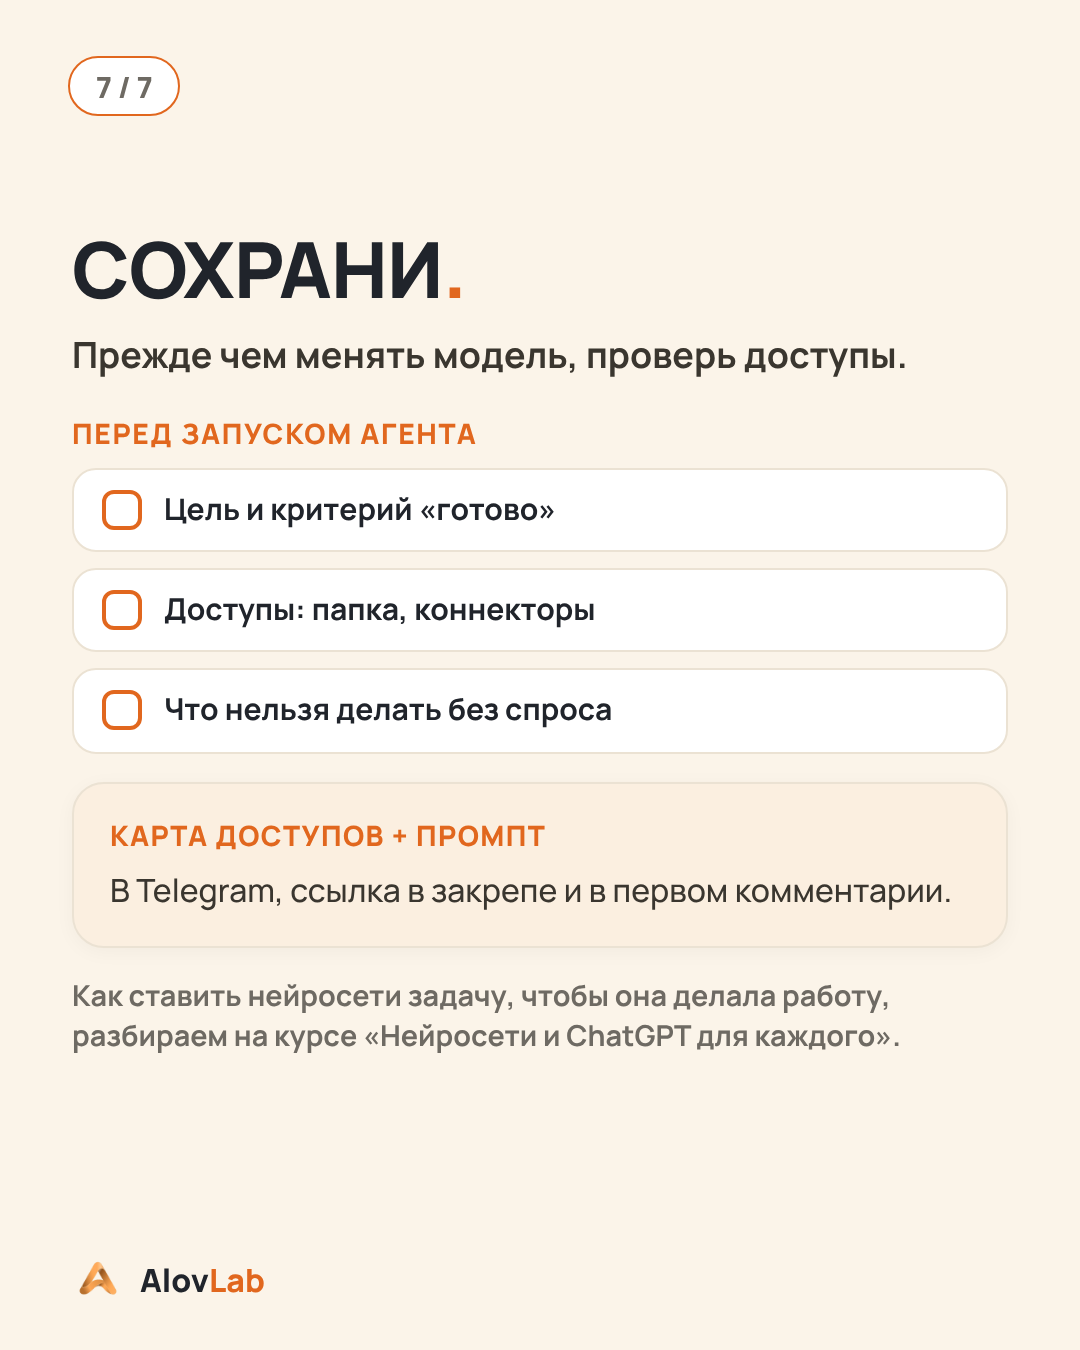 7 / 7
СОХРАНИ.
Прежде чем менять модель, проверь доступы.
ПЕРЕД ЗАПУСКОМ АГЕНТА
Цель и критерий «готово»
Доступы: папка, коннекторы
Что нельзя делать без спроса
КАРТА ДОСТУПОВ + ПРОМПТ
В Telegram, ссылка в закрепе и в первом комментарии.
Как ставить нейросети задачу, чтобы она делала работу,
разбираем на курсе «Нейросети и ChatGPT для каждого».
AlovLab